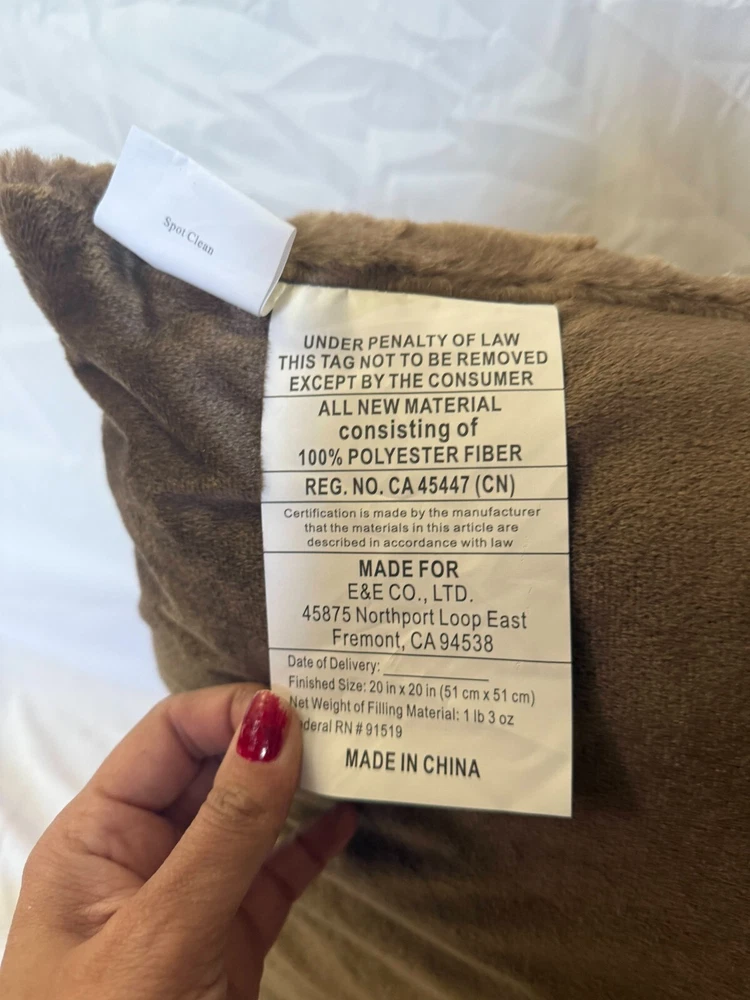 Spot Clean
UNDER PENALTY OF LAW
THIS TAG NOT TO BE REMOVED
EXCEPT BY THE CONSUMER
ALL NEW MATERIAL
consisting of
100% POLYESTER FIBER
REG. NO. CA 45447 (CN)
Certification is made by the manufacturer
that the materials in this article are
described in accordance with law
MADE FOR
E&E CO., LTD.
45875 Northport Loop East
Fremont, CA 94538
Date of Delivery:
Finished Size: 20 in x 20 in (51 cm x 51 cm)
Net Weight of Filling Material: 1 lb 3 oz
deral RN # 91519
MADE IN CHINA